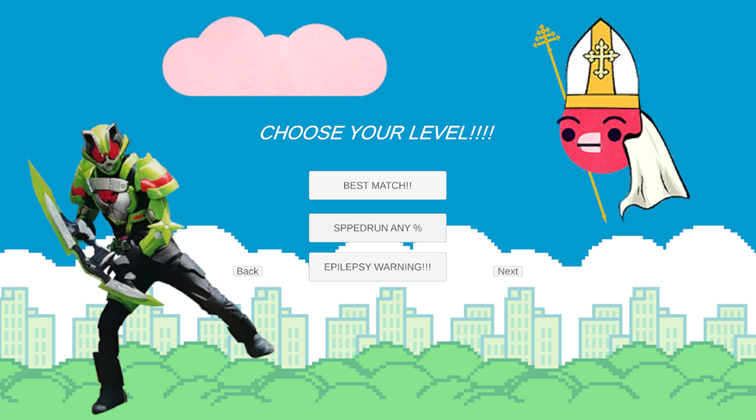 CHOOSE YOUR LEVEL!!!!
BEST MATCH!!
SPPEDRUN ANY %
EPILEPSY WARNING!!!
Back
Next